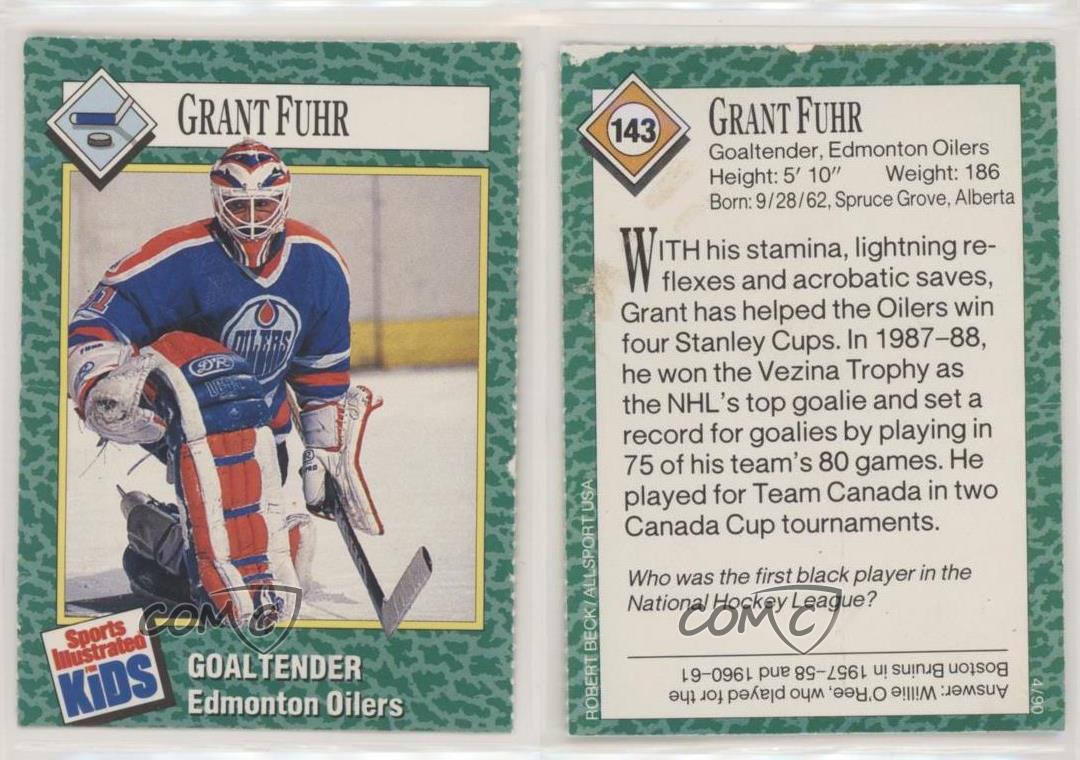 GRANT FUHR
31
OILERS
D&R
Sports
Illustrated
FOR
KIDS
GOALTENDER
Edmonton Oilers
COMC
143
GRANT FUHR
Goaltender, Edmonton Oilers
Height: 5′ 10″ Weight: 186
Born: 9/28/62, Spruce Grove, Alberta
WITH his stamina, lightning re-
flexes and acrobatic saves,
Grant has helped the Oilers win
four Stanley Cups. In 1987–88,
he won the Vezina Trophy as
the NHL's top goalie and set a
record for goalies by playing in
75 of his team's 80 games. He
played for Team Canada in two
Canada Cup tournaments.
Who was the first black player in the
National Hockey League?
COMC
Answer: Willie O'Ree, who played for the
Boston Bruins in 1957–58 and 1960–61
ROBERT BECK / ALLSPORT USA
4/90